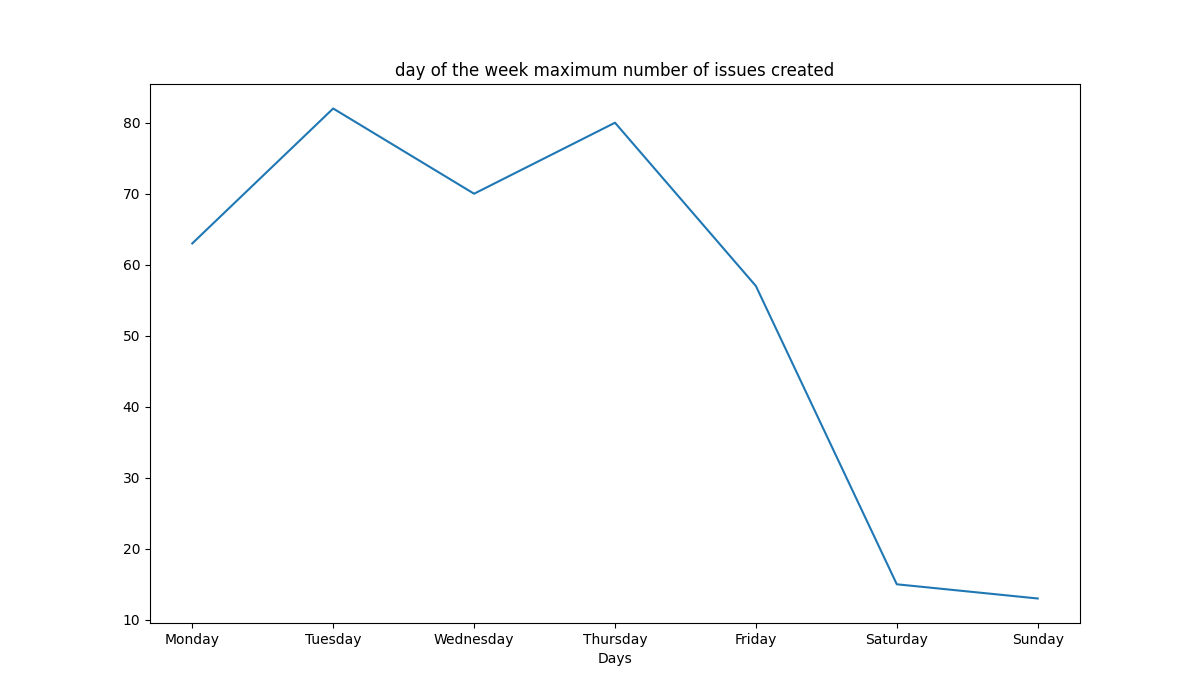 day of the week maximum number of issues created
80
70
60
50
40
30
20
10
Monday Tuesday Wednesday Thursday Friday Saturday Sunday
Days